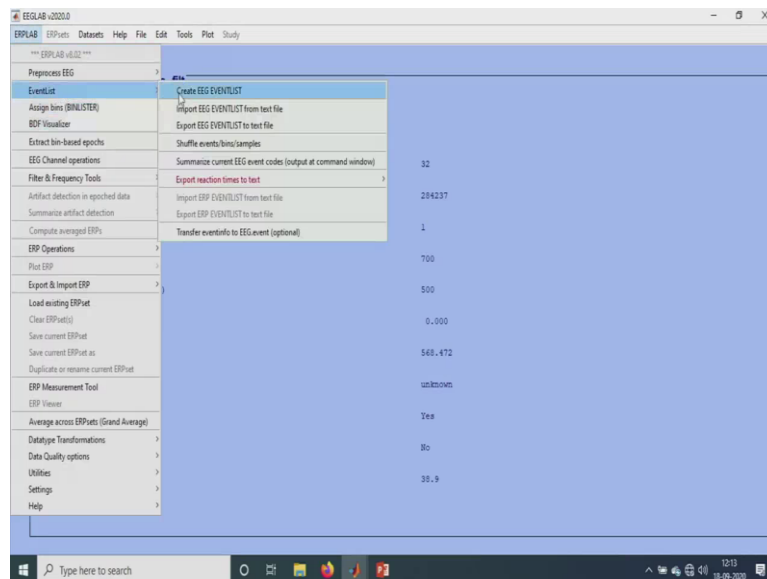 EEGLAB v2020.0
ERPLAB ERPsets Datasets Help File Edit Tools Plot Study
*** ERPLAB v8.02 ***
Preprocess EEG
EventList
Assign bins (BINLISTER)
BDF Visualizer
Extract bin-based epochs
EEG Channel operations
Filter & Frequency Tools
Artifact detection in epoched data
Summarize artifact detection
Compute averaged ERPs
ERP Operations
Plot ERP
Export & Import ERP
Load existing ERPset
Clear ERPset(s)
Save current ERPset
Save current ERPset as
Duplicate or rename current ERPset
ERP Measurement Tool
ERP Viewer
Average across ERPsets (Grand Average)
Datatype Transformations
Data Quality options
Utilities
Settings
Help
Create EEG EVENTLIST
Import EEG EVENTLIST from text file
Export EEG EVENTLIST to text file
Shuffle events/bins/samples
Summarize current EEG event codes (output at command window)
Export reaction times to text
Import ERP EVENTLIST from text file
Export ERP EVENTLIST to text file
Transfer eventinfo to EEG.event (optional)
32
284237
1
700
500
0.000
568.472
unknown
Yes
No
38.9
Type here to search
12:13
18-09-2020